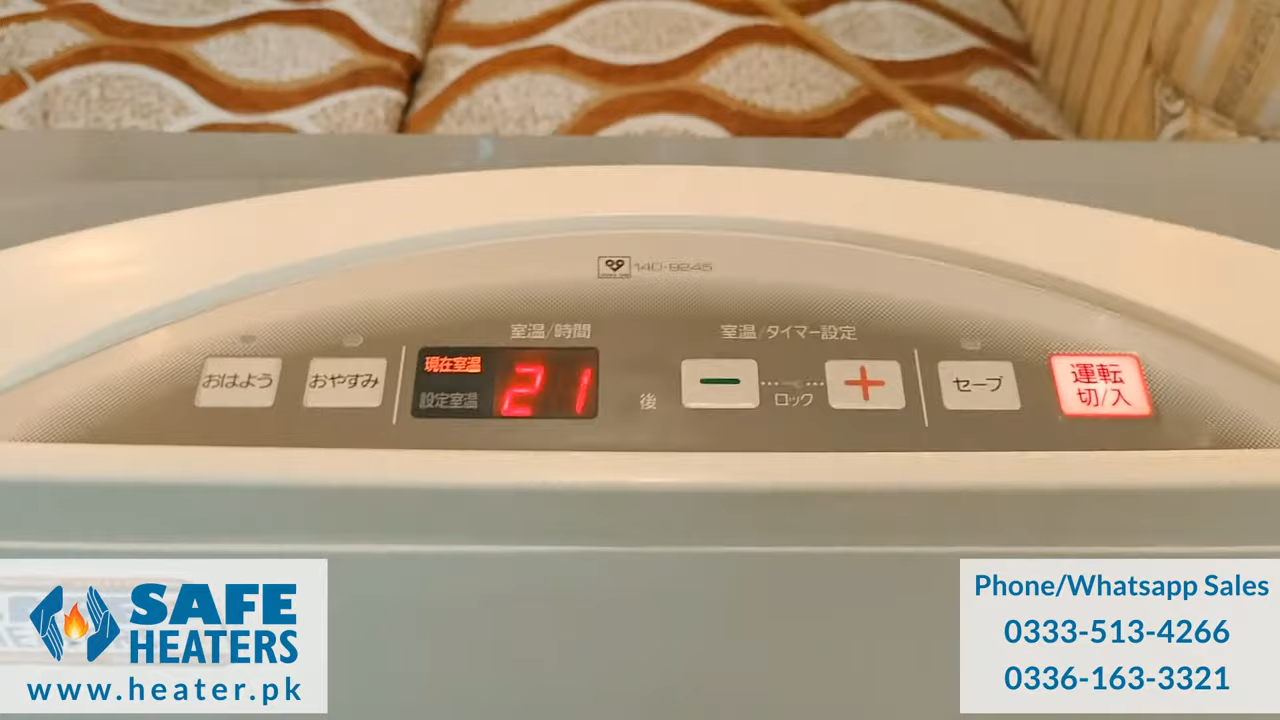 140-9245
室温/時間
室温/タイマー設定
おはよう
おやすみ
現在室温
設定室温
21
後
−
ロック
+
セーブ
運転
切/入
SAFE
HEATERS
www.heater.pk
Phone/Whatsapp Sales
0333-513-4266
0336-163-3321